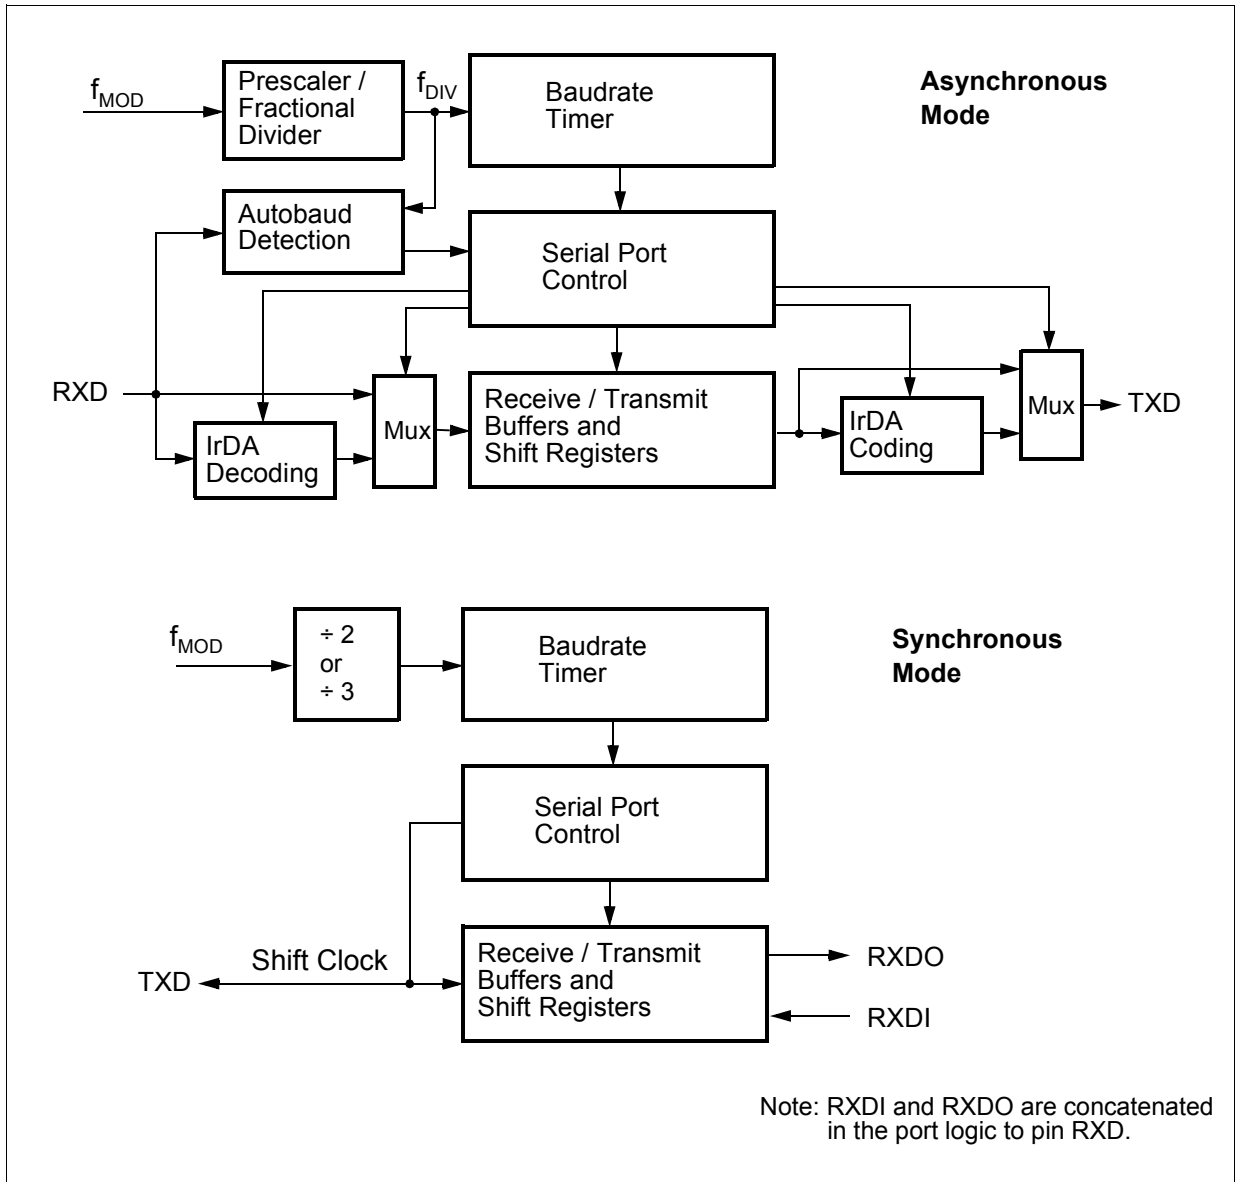 f_MOD
Prescaler /
Fractional
Divider
f_DIV
Baudrate
Timer
Asynchronous
Mode
Autobaud
Detection
Serial Port
Control
RXD
IrDA
Decoding
Mux
Receive / Transmit
Buffers and
Shift Registers
IrDA
Coding
Mux
TXD
f_MOD
÷ 2
or
÷ 3
Baudrate
Timer
Synchronous
Mode
Serial Port
Control
TXD
Shift Clock
Receive / Transmit
Buffers and
Shift Registers
RXDO
RXDI
Note: RXDI and RXDO are concatenated
in the port logic to pin RXD.